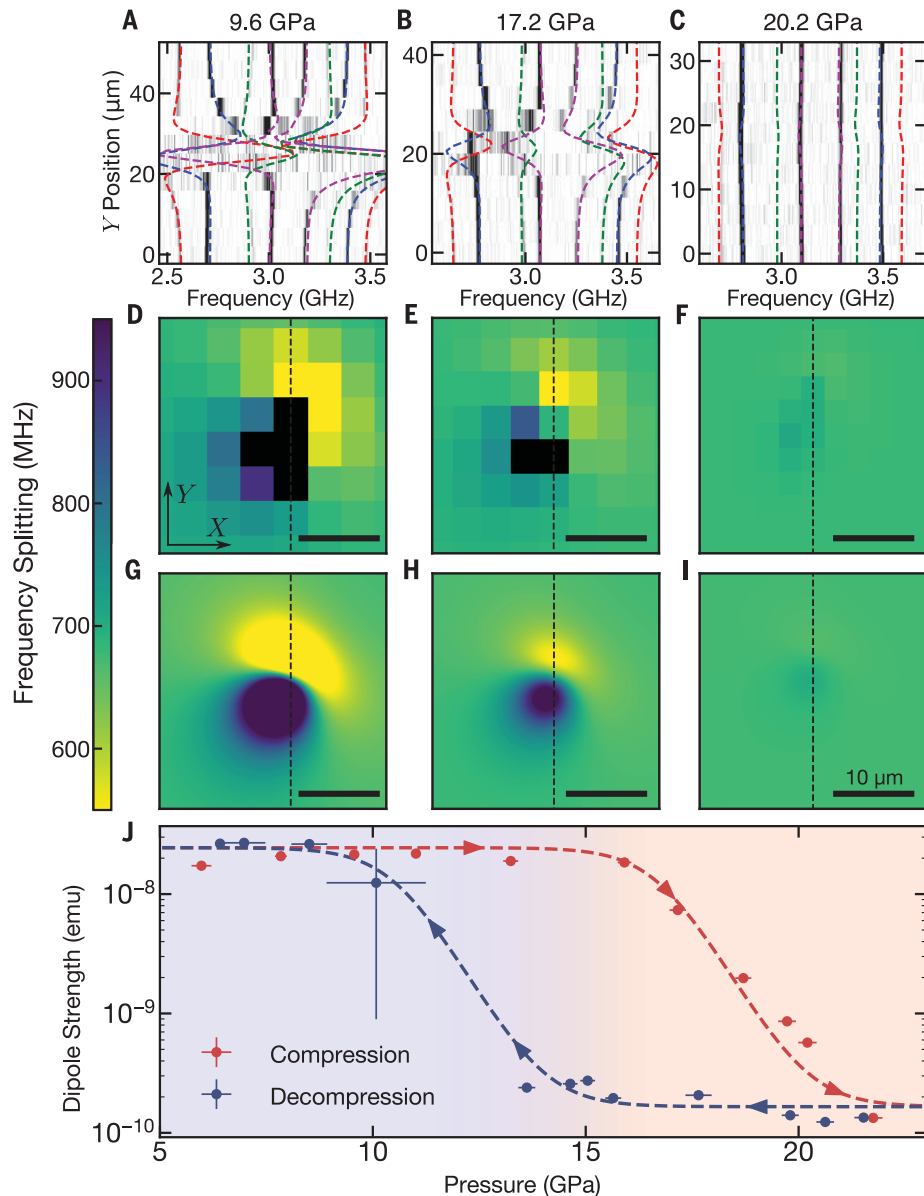 A 9.6 GPa
B 17.2 GPa
C 20.2 GPa
Y Position (μm)
40
20
0
40
20
0
30
20
10
0
2.5 3.0 3.5
3.0 3.5
3.0 3.5
Frequency (GHz)
Frequency (GHz)
Frequency (GHz)
D
E
F
Frequency Splitting (MHz)
900
800
700
600
Y
X
G
H
I
10 μm
J
Dipole Strength (emu)
10⁻⁸
10⁻⁹
10⁻¹⁰
Compression
Decompression
5 10 15 20
Pressure (GPa)